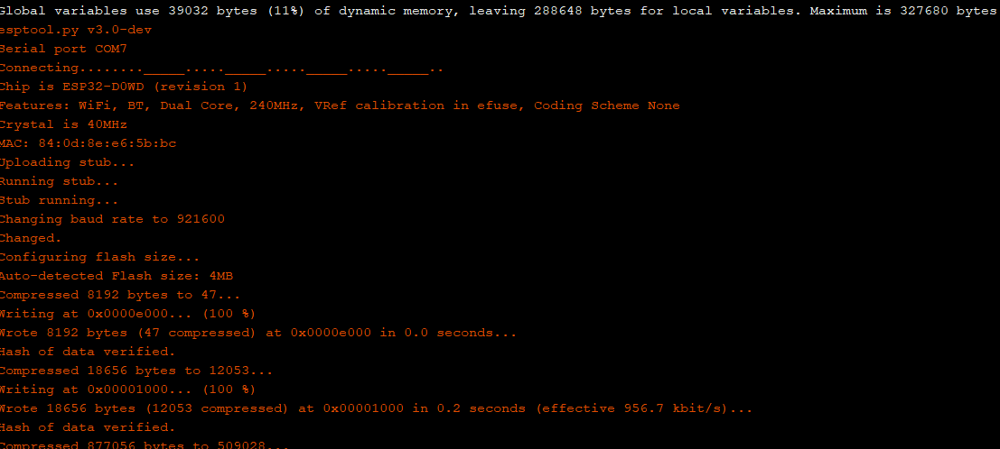 Global variables use 39032 bytes (11%) of dynamic memory, leaving 288648 bytes for local variables. Maximum is 327680 bytes
esptool.py v3.0-dev
Serial port COM7
Connecting........_____....._____....._____....._____..
Chip is ESP32-D0WD (revision 1)
Features: WiFi, BT, Dual Core, 240MHz, VRef calibration in efuse, Coding Scheme None
Crystal is 40MHz
MAC: 84:0d:8e:e6:5b:bc
Uploading stub...
Running stub...
Stub running...
Changing baud rate to 921600
Changed.
Configuring flash size...
Auto-detected Flash size: 4MB
Compressed 8192 bytes to 47...
Writing at 0x0000e000... (100 %)
Wrote 8192 bytes (47 compressed) at 0x0000e000 in 0.0 seconds...
Hash of data verified.
Compressed 18656 bytes to 12053...
Writing at 0x00001000... (100 %)
Wrote 18656 bytes (12053 compressed) at 0x00001000 in 0.2 seconds (effective 956.7 kbit/s)...
Hash of data verified.
Compressed 877056 bytes to 509028...